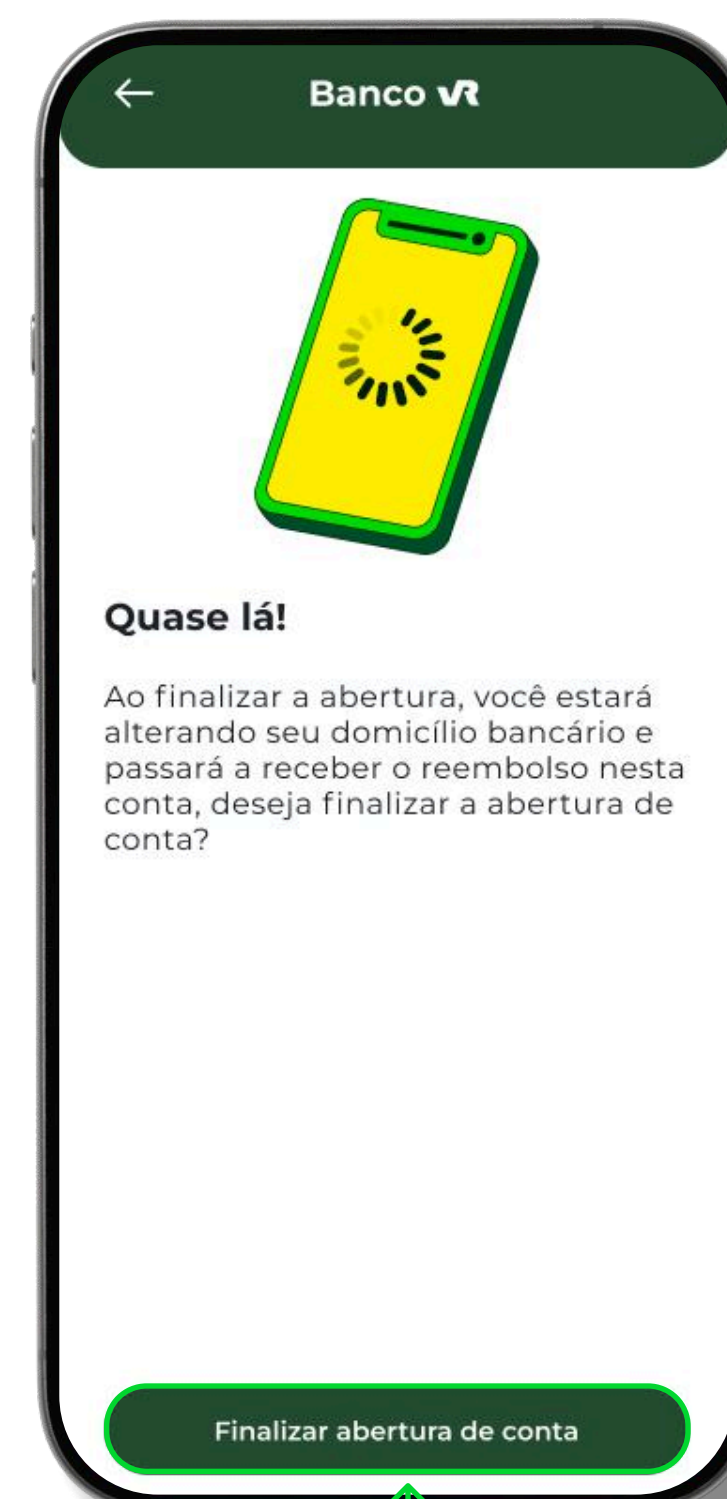 Banco VR
Quase lá!
Ao finalizar a abertura, você estará
alterando seu domicílio bancário e
passará a receber o reembolso nesta
conta, deseja finalizar a abertura de
conta?
Finalizar abertura de conta